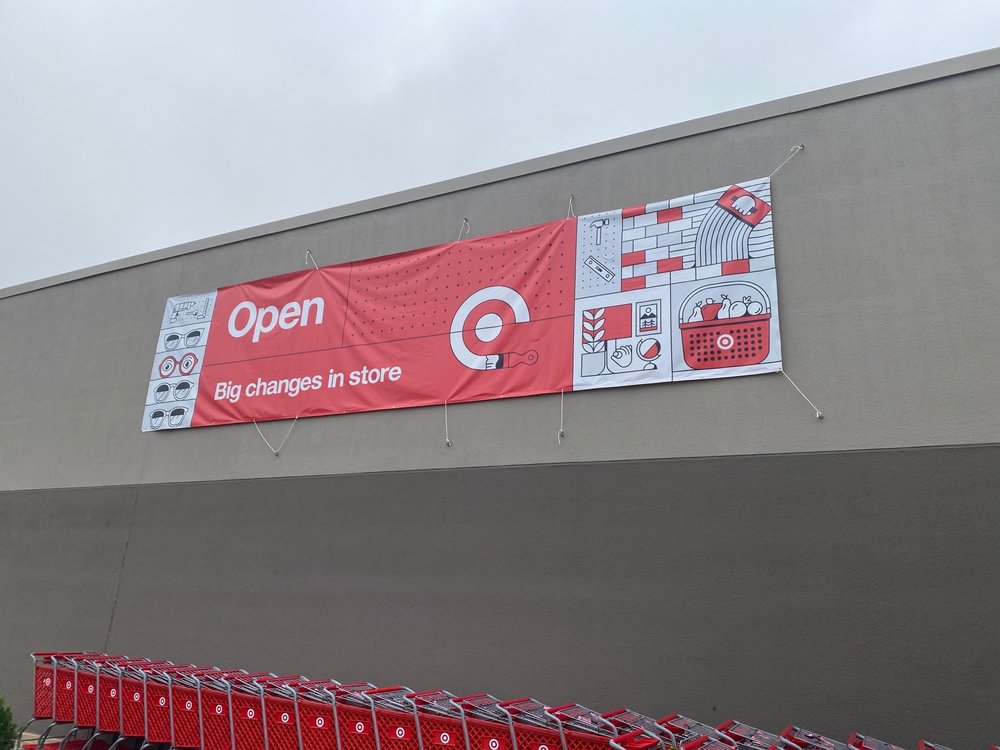 Open
Big changes in store